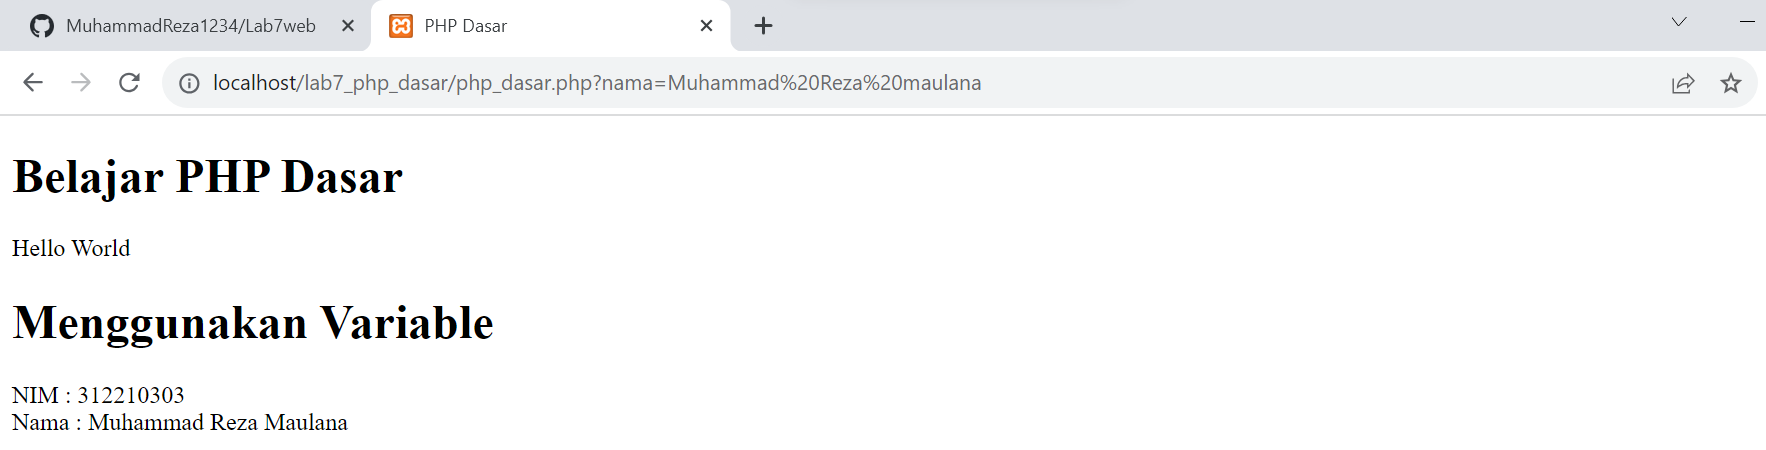 MuhammadReza1234/Lab7web
PHP Dasar
localhost/lab7_php_dasar/php_dasar.php?nama=Muhammad%20Reza%20maulana
Belajar PHP Dasar
Hello World
Menggunakan Variable
NIM : 312210303
Nama : Muhammad Reza Maulana